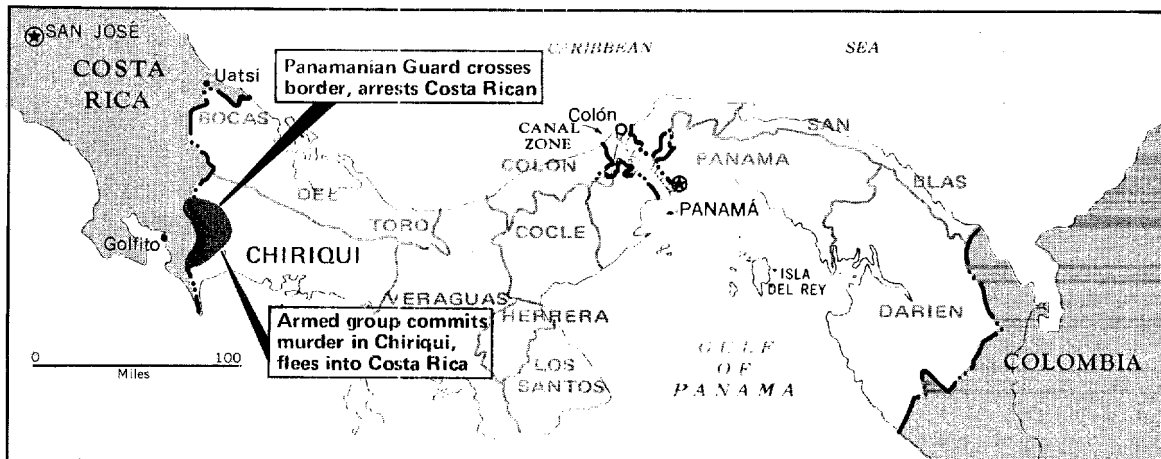 SAN JOSÉ
COSTA
RICA
Uatsi
Panamanian Guard crosses
border, arrests Costa Rican
CARIBBEAN
SEA
BOCAS
DEL
TORO
Colón
CANAL
ZONE
COLON
PANAMA
SAN
BLAS
PANAMÁ
COCLE
CHIRIQUI
Golfito
VERAGUAS
HERRERA
LOS
SANTOS
ISLA
DEL REY
DARIEN
GULF
OF
PANAMA
COLOMBIA
Armed group commits
murder in Chiriqui,
flees into Costa Rica
0 100
Miles